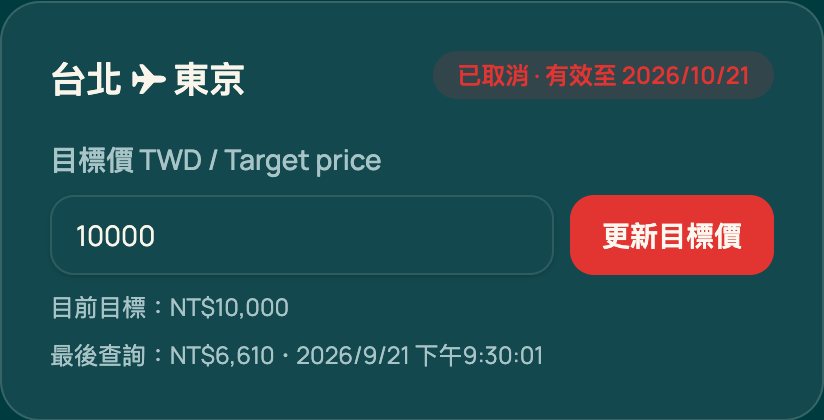 台北 ✈ 東京
已取消 · 有效至 2026/10/21
目標價 TWD / Target price
10000
更新目標價
目前目標：NT$10,000
最後查詢：NT$6,610 · 2026/9/21 下午9:30:01